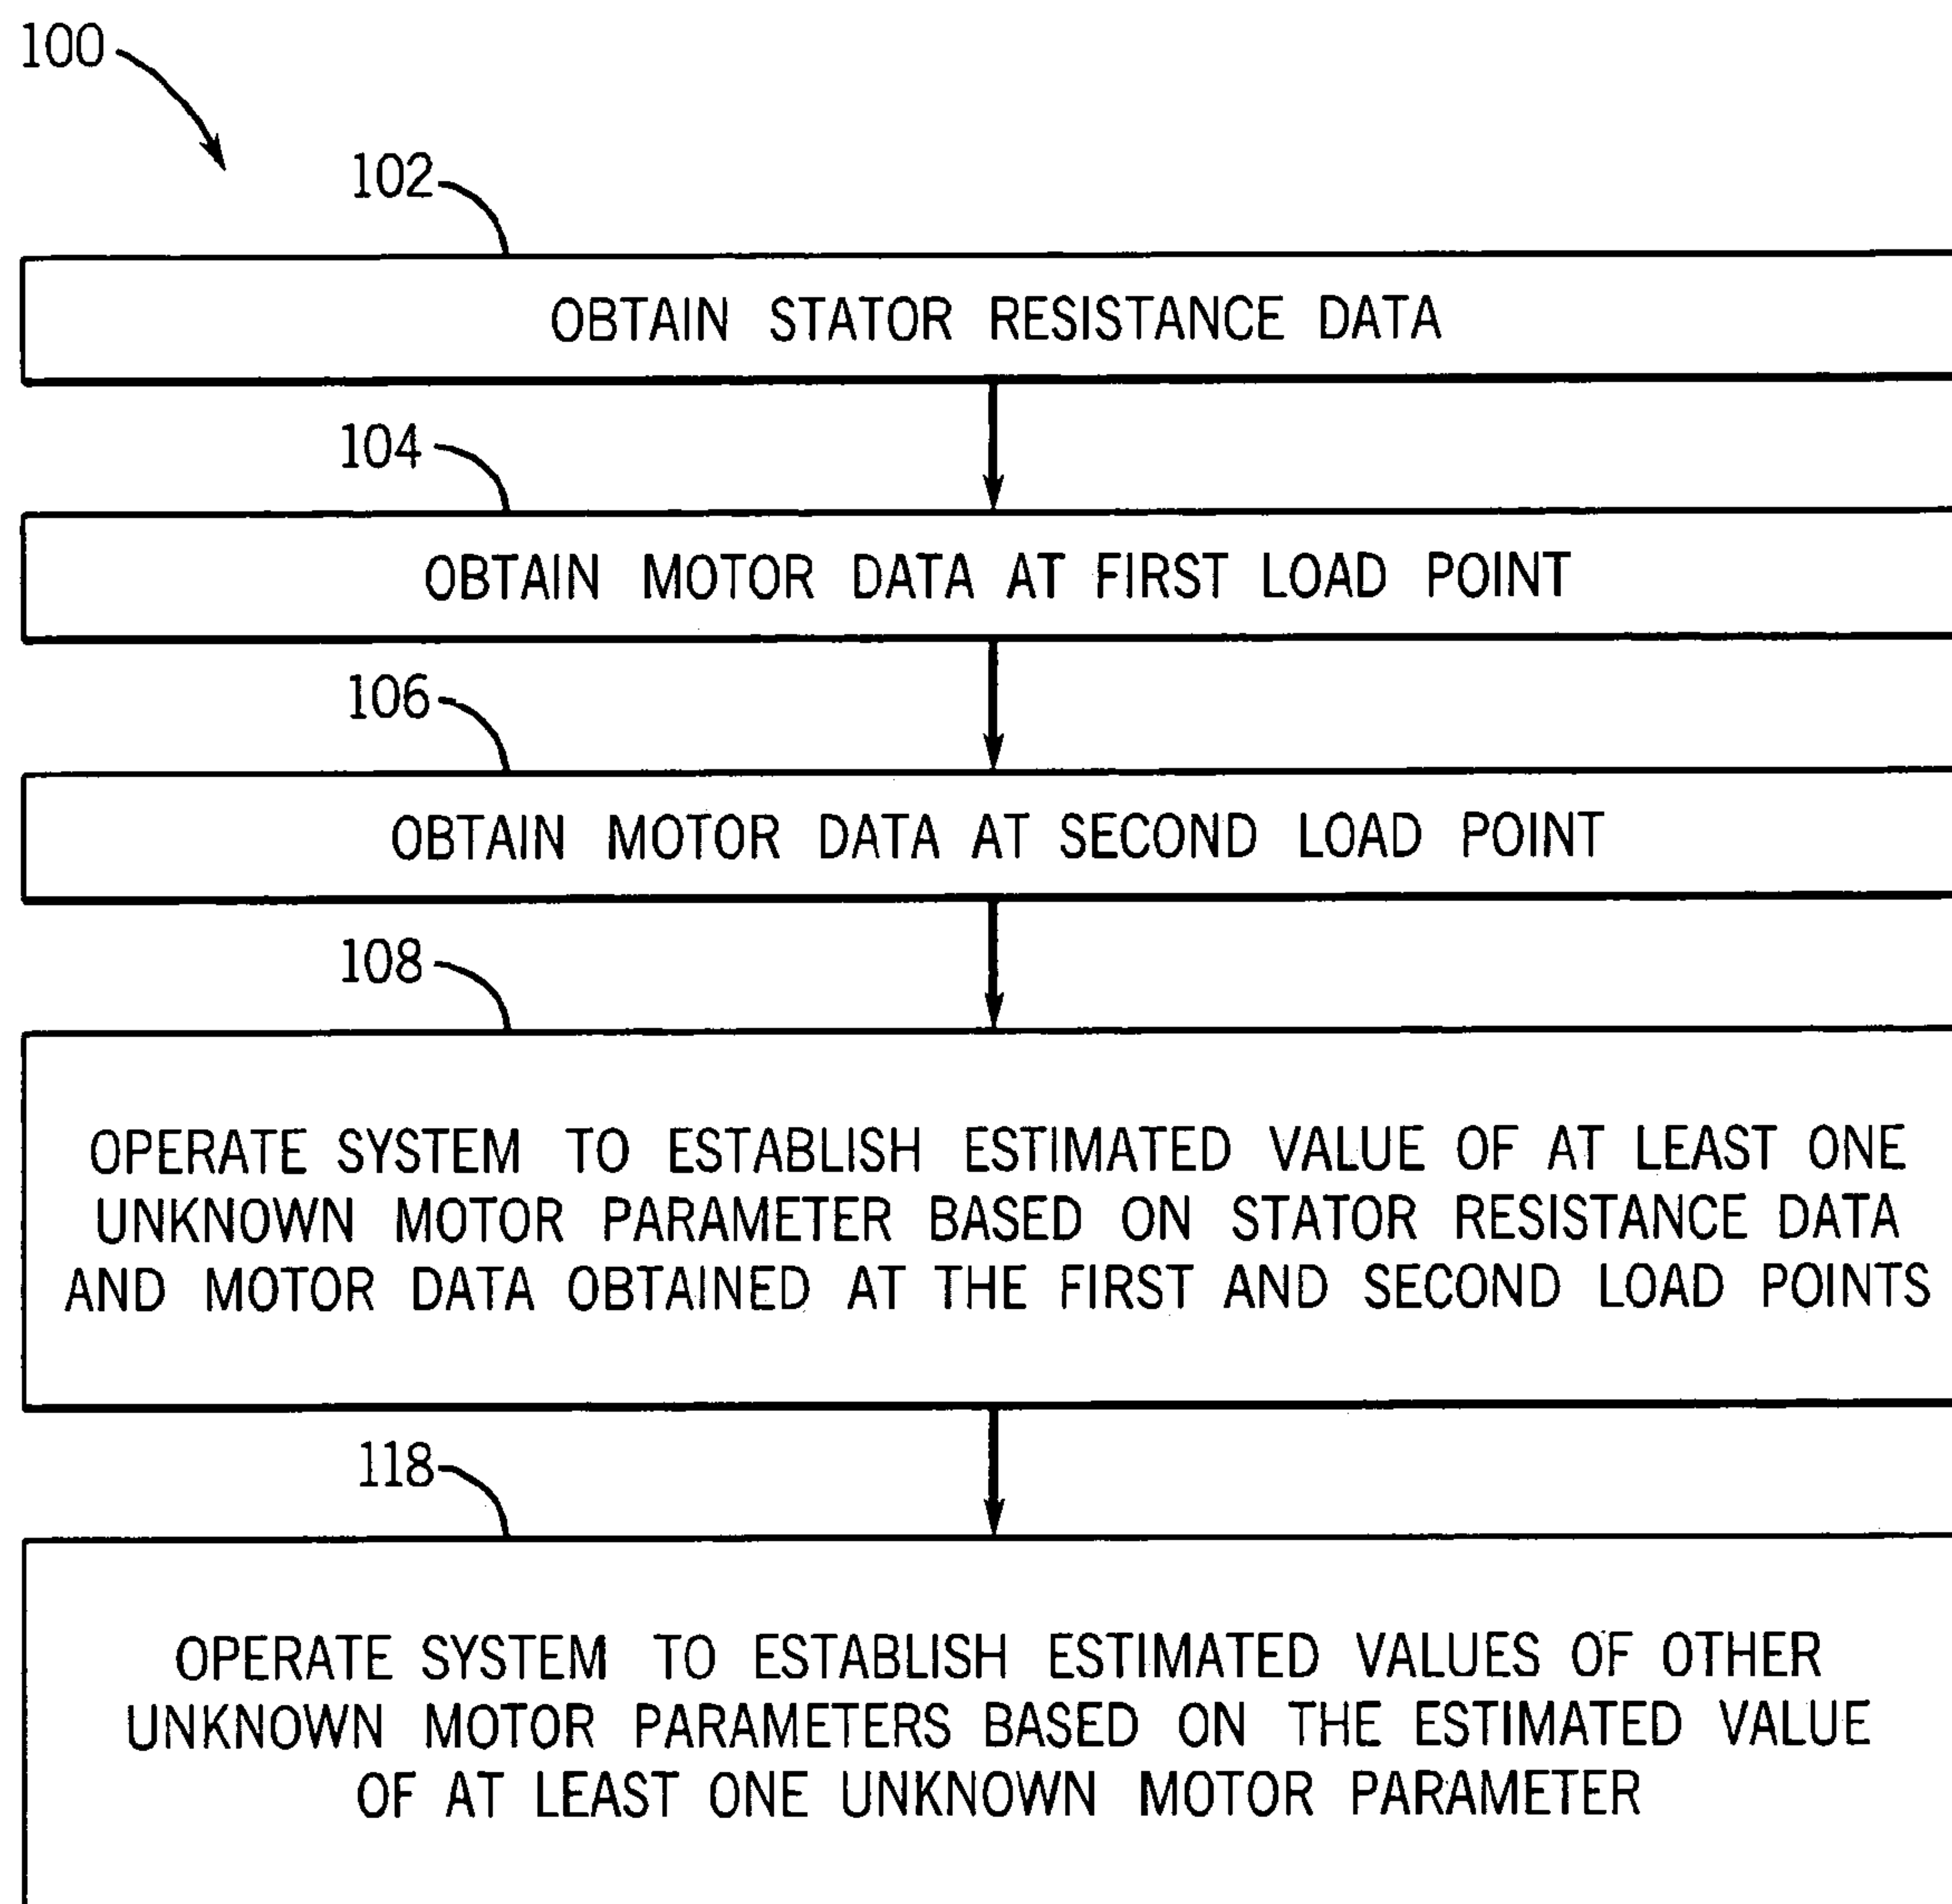 100
102
OBTAIN STATOR RESISTANCE DATA
104
OBTAIN MOTOR DATA AT FIRST LOAD POINT
106
OBTAIN MOTOR DATA AT SECOND LOAD POINT
108
OPERATE SYSTEM TO ESTABLISH ESTIMATED VALUE OF AT LEAST ONE
UNKNOWN MOTOR PARAMETER BASED ON STATOR RESISTANCE DATA
AND MOTOR DATA OBTAINED AT THE FIRST AND SECOND LOAD POINTS
118
OPERATE SYSTEM TO ESTABLISH ESTIMATED VALUES OF OTHER
UNKNOWN MOTOR PARAMETERS BASED ON THE ESTIMATED VALUE
OF AT LEAST ONE UNKNOWN MOTOR PARAMETER